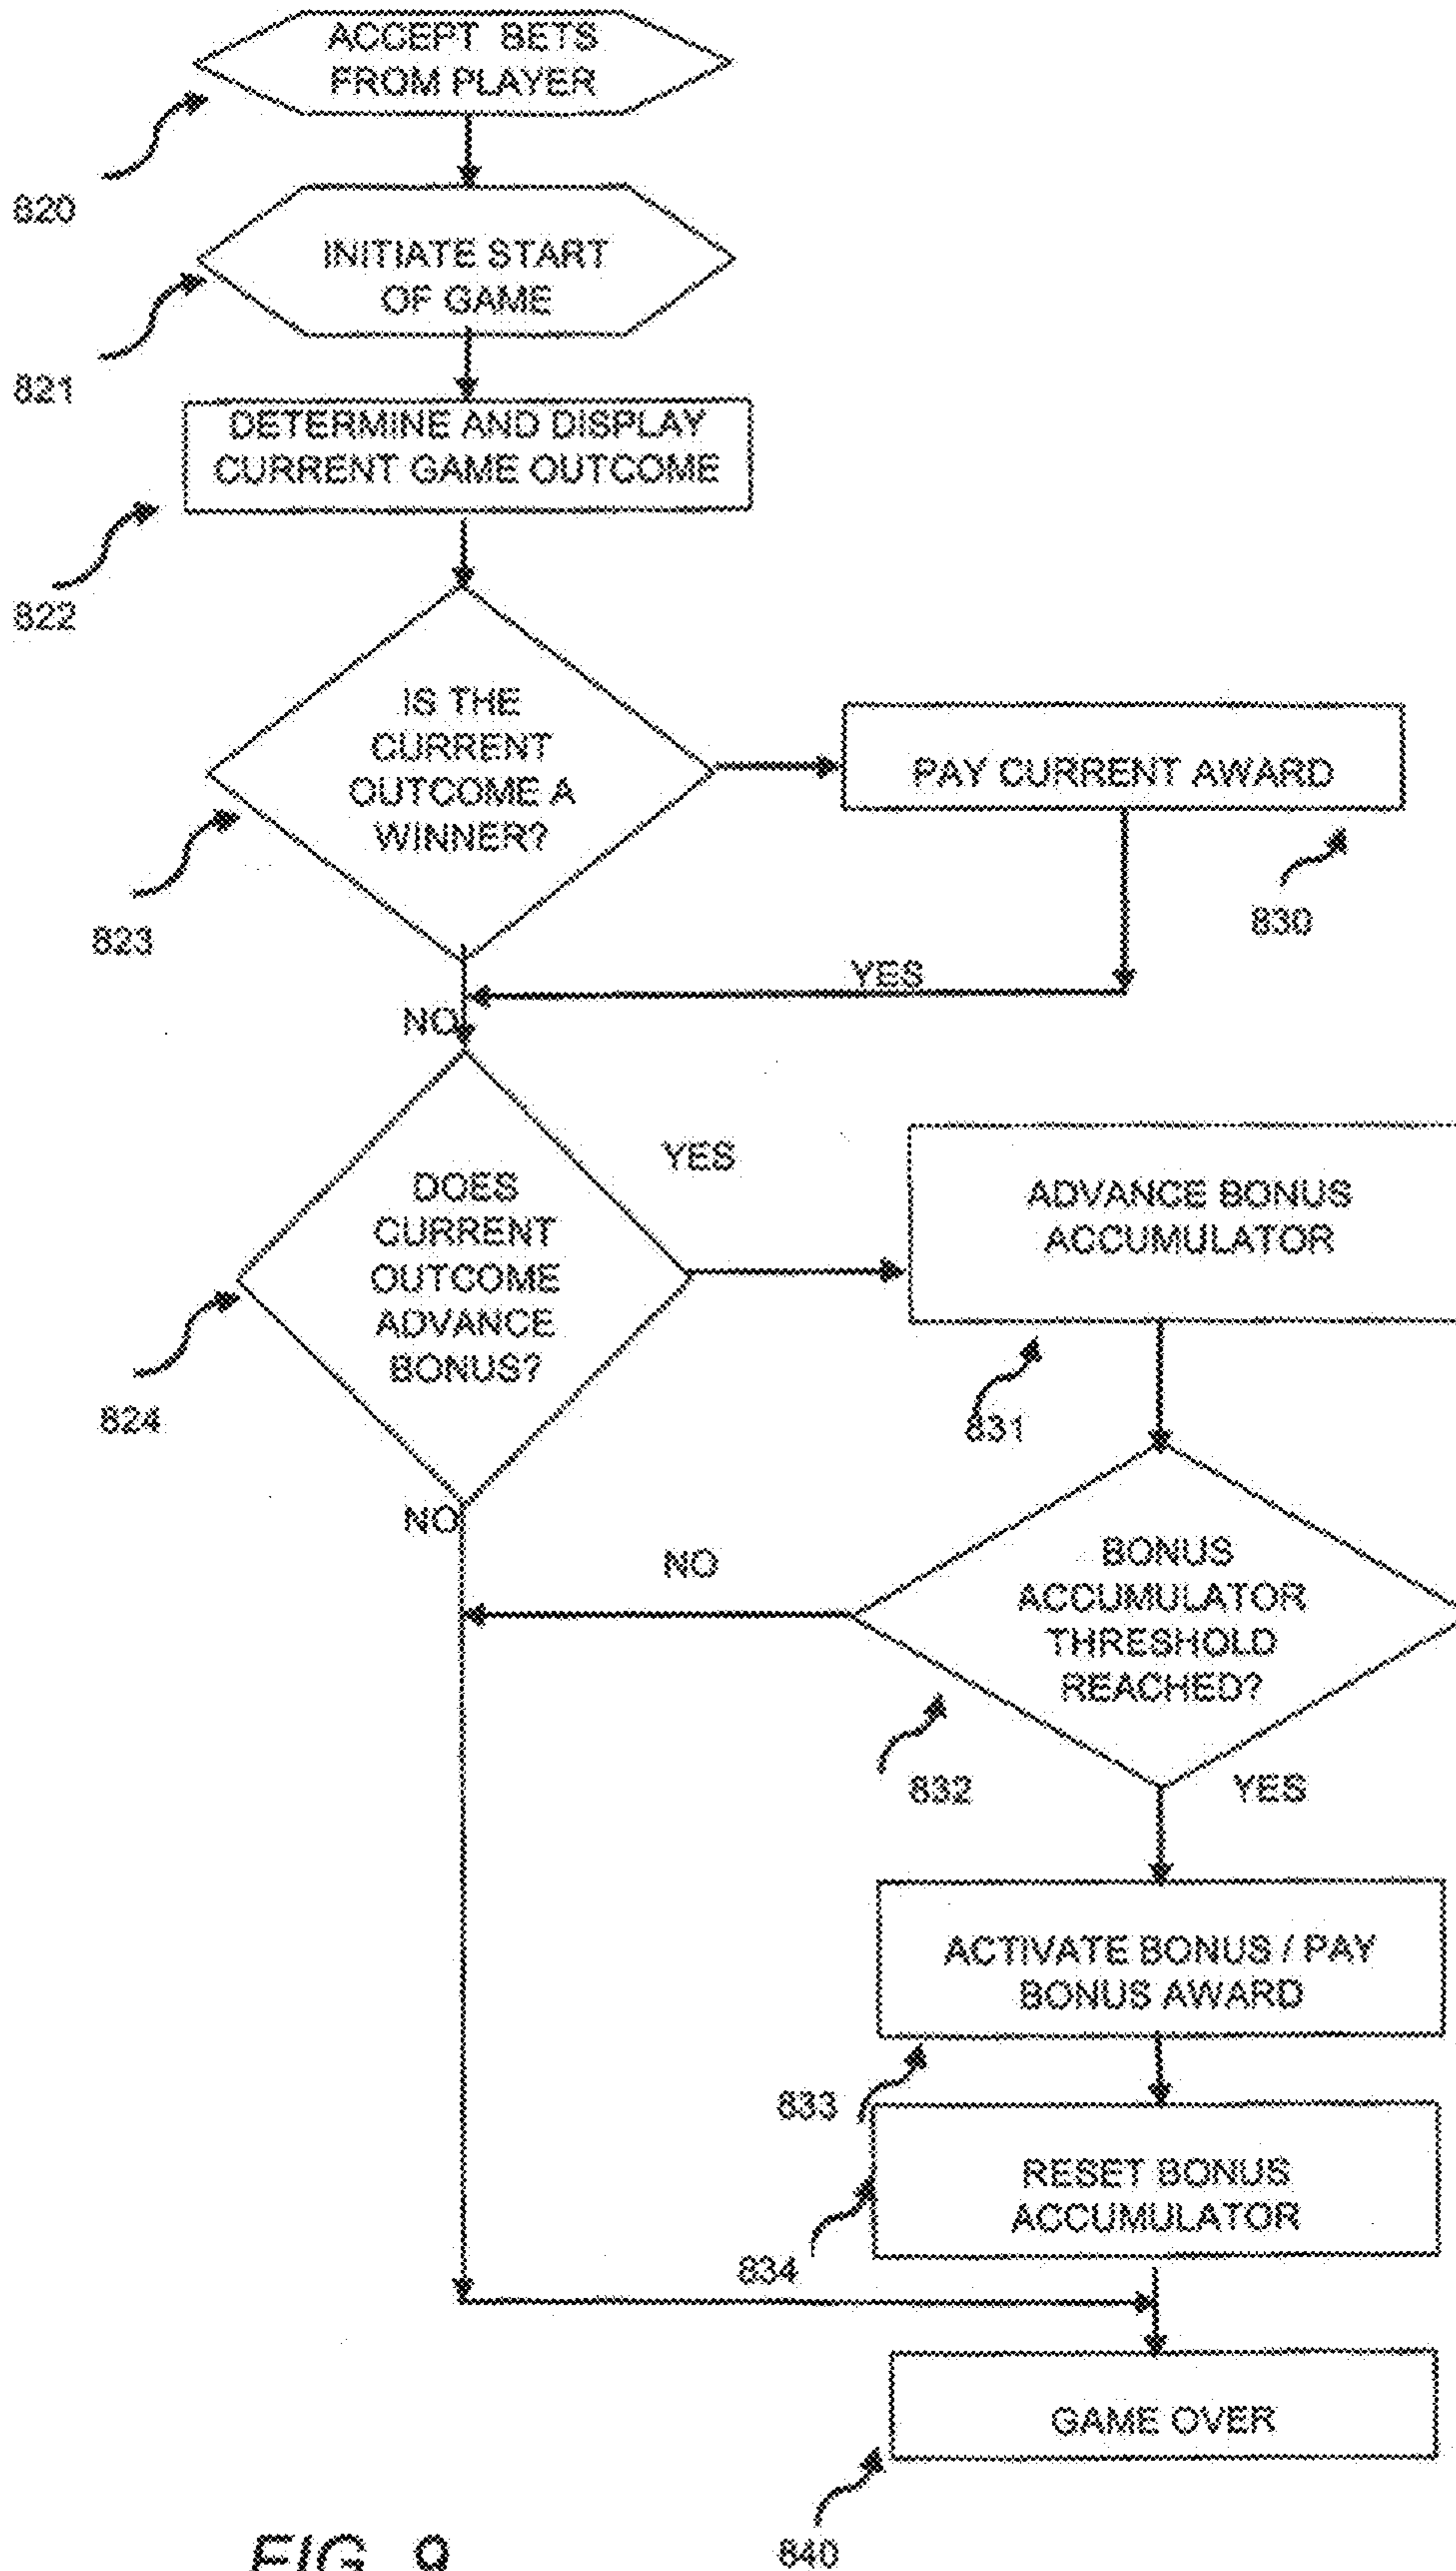 ACCEPT BETS
FROM PLAYER
820
INITIATE START
OF GAME
821
DETERMINE AND DISPLAY
CURRENT GAME OUTCOME
822
IS THE
CURRENT
OUTCOME A
WINNER?
823
PAY CURRENT AWARD
830
YES
NO
DOES
CURRENT
OUTCOME
ADVANCE
BONUS?
824
YES
ADVANCE BONUS
ACCUMULATOR
831
NO
NO
BONUS
ACCUMULATOR
THRESHOLD
REACHED?
832
YES
ACTIVATE BONUS / PAY
BONUS AWARD
833
RESET BONUS
ACCUMULATOR
834
GAME OVER
840